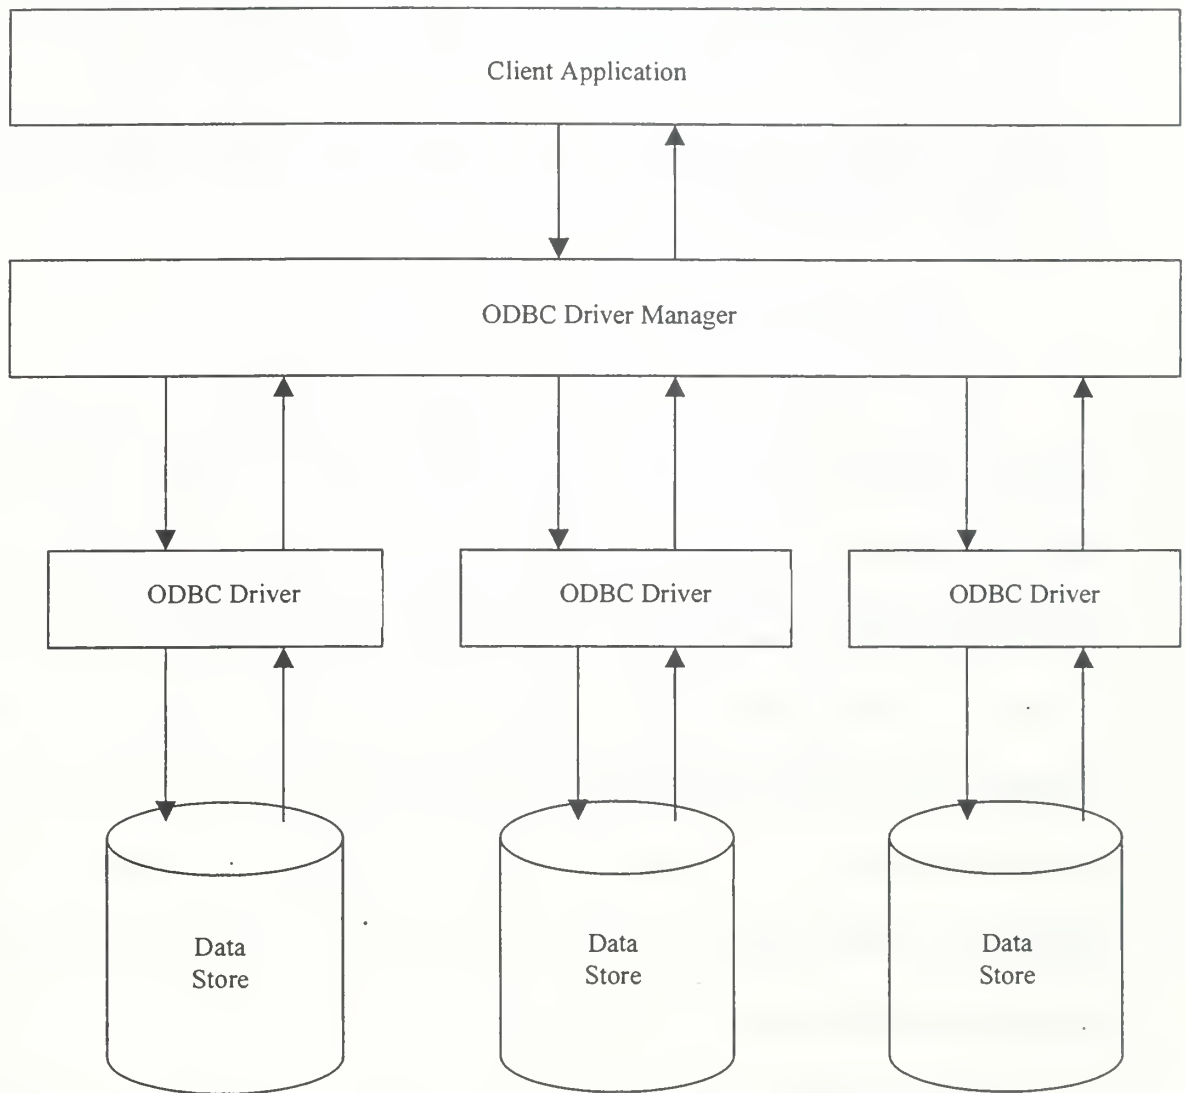 Client Application
ODBC Driver Manager
ODBC Driver
ODBC Driver
ODBC Driver
Data
Store
Data
Store
Data
Store